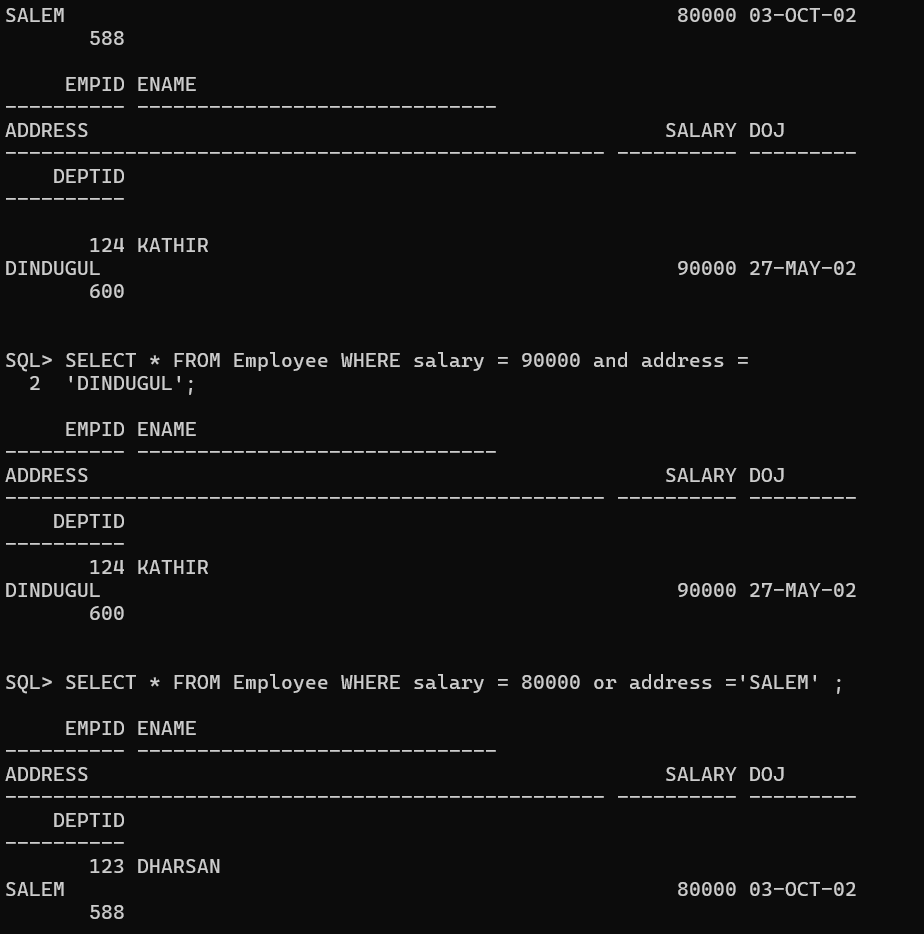 SALEM                                                   80000 03-OCT-02
       588

     EMPID ENAME
---------- ------------------------------
ADDRESS                                                SALARY DOJ
-------------------------------------------------- ---------- ---------
    DEPTID
----------

       124 KATHIR
DINDUGUL                                                90000 27-MAY-02
       600


SQL> SELECT * FROM Employee WHERE salary = 90000 and address =
  2  'DINDUGUL';

     EMPID ENAME
---------- ------------------------------
ADDRESS                                                SALARY DOJ
-------------------------------------------------- ---------- ---------
    DEPTID
----------
       124 KATHIR
DINDUGUL                                                90000 27-MAY-02
       600


SQL> SELECT * FROM Employee WHERE salary = 80000 or address ='SALEM' ;

     EMPID ENAME
---------- ------------------------------
ADDRESS                                                SALARY DOJ
-------------------------------------------------- ---------- ---------
    DEPTID
----------
       123 DHARSAN
SALEM                                                   80000 03-OCT-02
       588